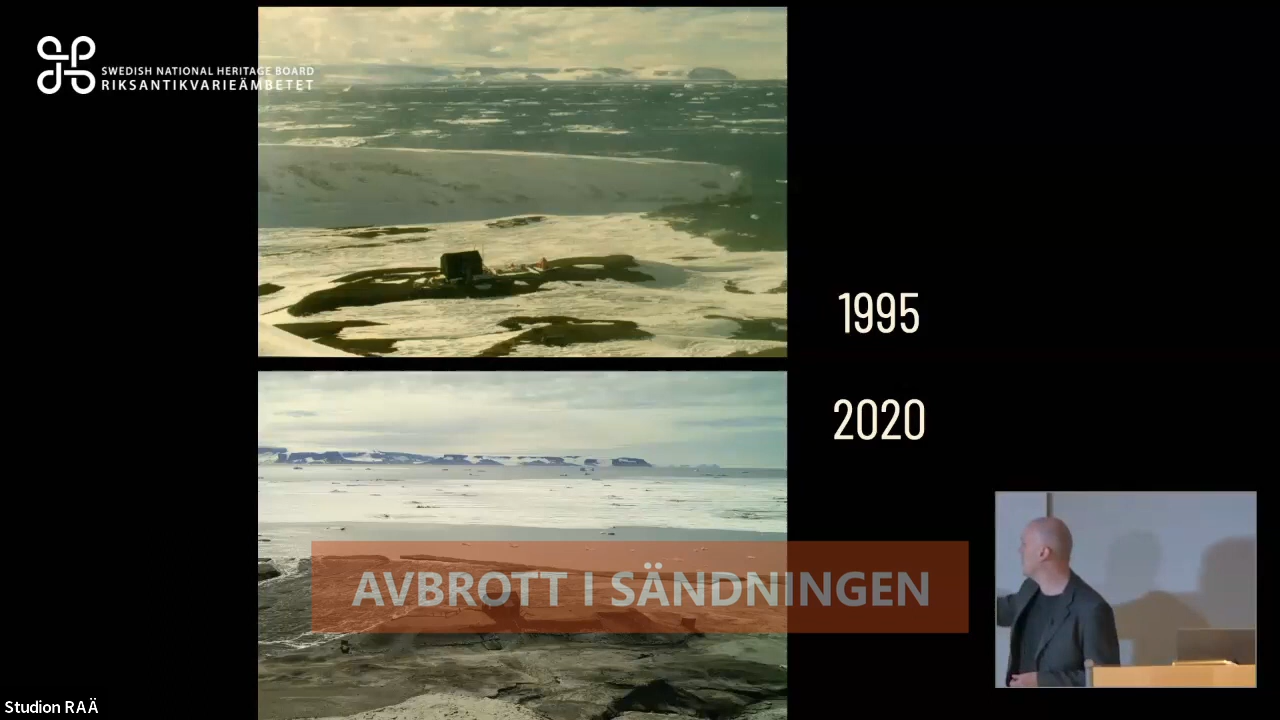 SWEDISH NATIONAL HERITAGE BOARD
RIKSANTIKVARIEÄMBETET
1995
2020
AVBROTT I SÄNDNINGEN
Studion RAÄ